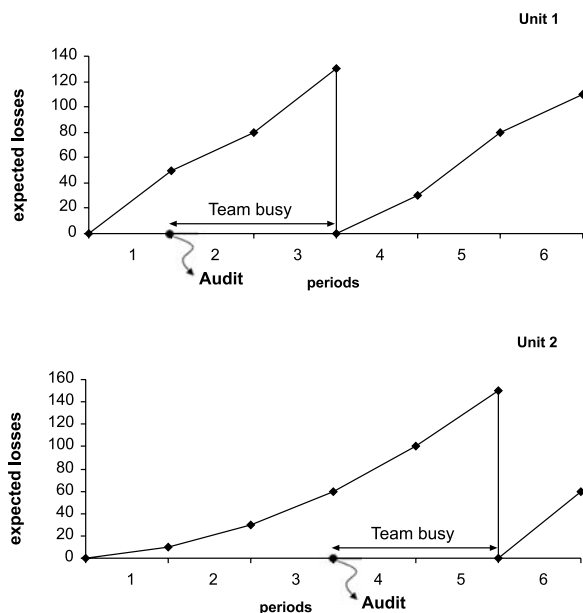 Unit 1
expected losses
140
120
100
80
60
40
20
0
Team busy
1 2 3 4 5 6
Audit
periods
Unit 2
expected losses
160
140
120
100
80
60
40
20
0
Team busy
1 2 3 4 5 6
Audit
periods